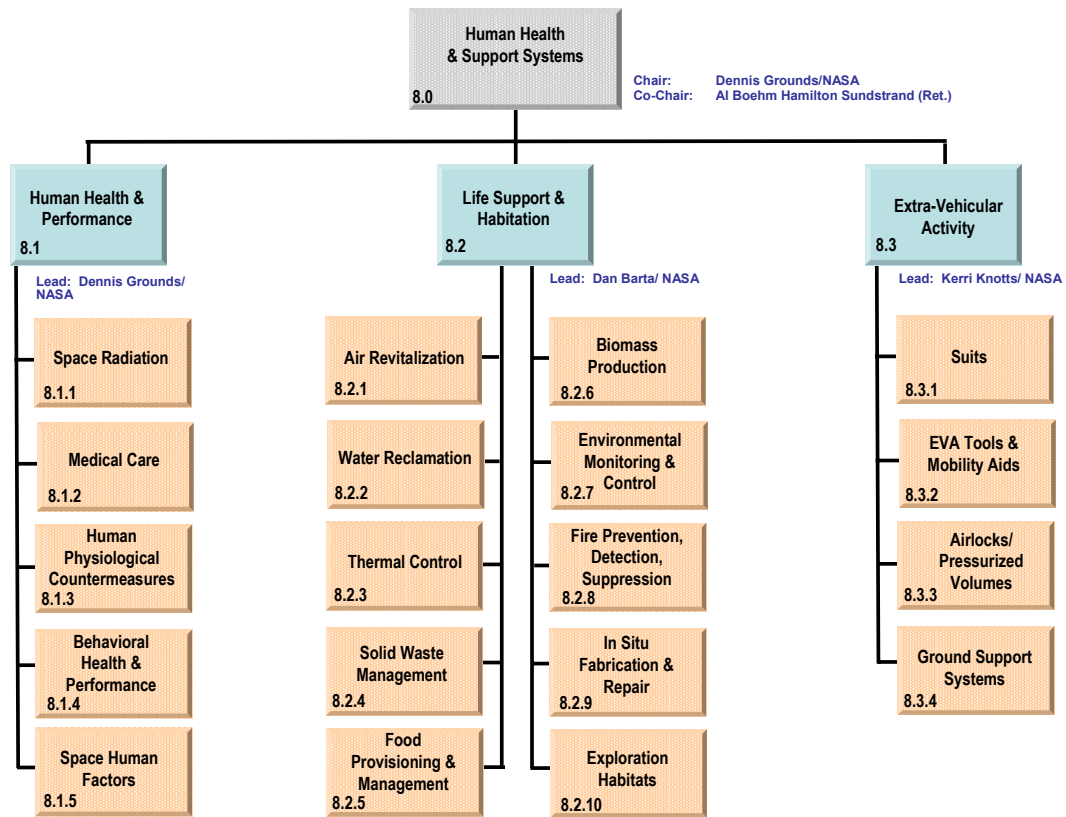 Human Health
& Support Systems
8.0
Chair: Dennis Grounds/NASA
Co-Chair: Al Boehm Hamilton Sundstrand (Ret.)
Human Health &
Performance
8.1
Lead: Dennis Grounds/
NASA
Space Radiation
8.1.1
Medical Care
8.1.2
Human
Physiological
Countermeasures
8.1.3
Behavioral
Health &
Performance
8.1.4
Space Human
Factors
8.1.5
Life Support &
Habitation
8.2
Lead: Dan Barta/ NASA
Air Revitalization
8.2.1
Water Reclamation
8.2.2
Thermal Control
8.2.3
Solid Waste
Management
8.2.4
Food
Provisioning &
Management
8.2.5
Biomass
Production
8.2.6
Environmental
Monitoring &
Control
8.2.7
Fire Prevention,
Detection,
Suppression
8.2.8
In Situ
Fabrication &
Repair
8.2.9
Exploration
Habitats
8.2.10
Extra-Vehicular
Activity
8.3
Lead: Kerri Knotts/ NASA
Suits
8.3.1
EVA Tools &
Mobility Aids
8.3.2
Airlocks/
Pressurized
Volumes
8.3.3
Ground Support
Systems
8.3.4